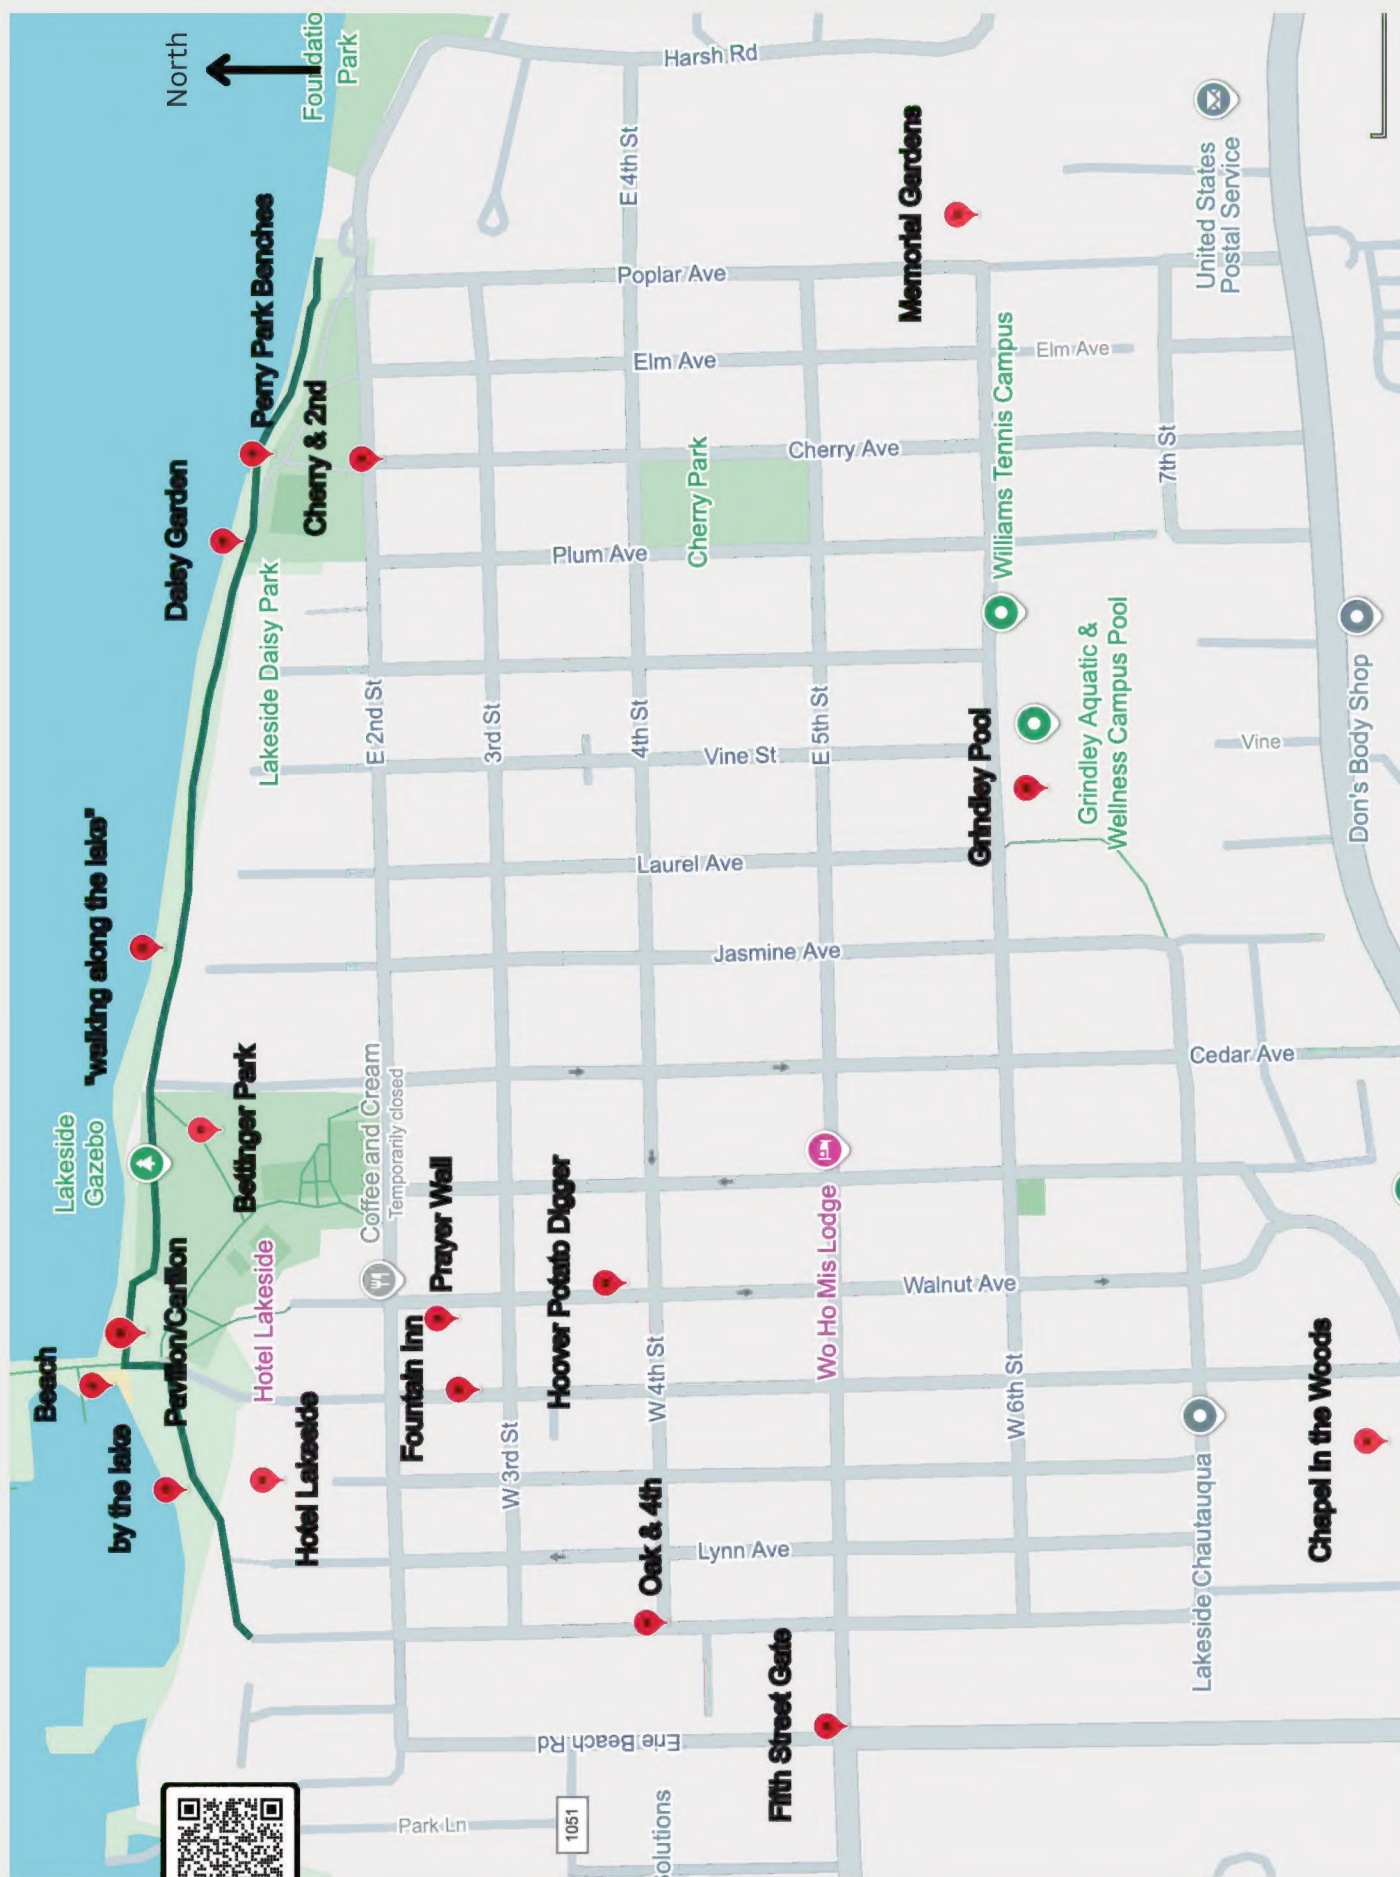 North
Foundatio
Park
Harsh Rd
E 4th St
Memorial Gardens
United States
Postal Service
Perry Park Benches
Cherry & 2nd
Poplar Ave
Elm Ave
Elm Ave
Daisy Garden
Cherry Park
Cherry Ave
Williams Tennis Campus
7th St
Lakeside Daisy Park
Plum Ave
E 2nd St
3rd St
4th St
Vine St
E 5th St
Grindley Pool
Grindley Aquatic &
Wellness Campus Pool
Vine
Don's Body Shop
"walking along the lake"
Laurel Ave
Jasmine Ave
Cedar Ave
Lakeside
Gazebo
Bettinger Park
Coffee and Cream
Temporarily closed
Prayer Wall
Hoover Potato Digger
Wo Ho Mis Lodge
Walnut Ave
Beach
Pavilion/Carillon
Hotel Lakeside
Fountain Inn
W 4th St
W 6th St
Chapel in the Woods
by the lake
Hotel Lakeside
W 3rd St
Oak & 4th
Lynn Ave
Lakeside Chautauqua
Fifth Street Gate
Erie Beach Rd
Park Ln
1051
olutions